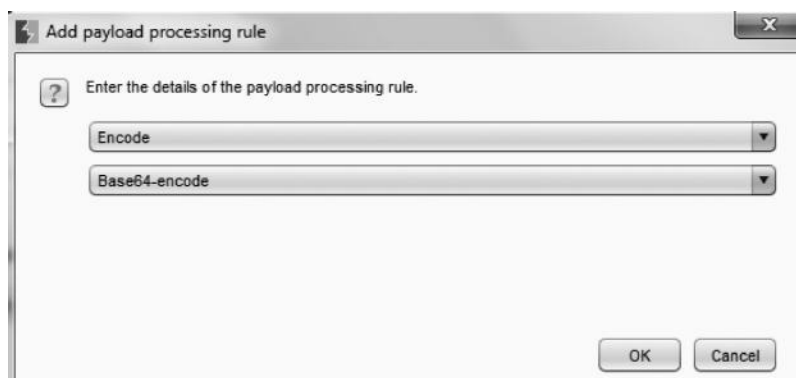 Add payload processing rule
Enter the details of the payload processing rule.
Encode
Base64-encode
OK Cancel